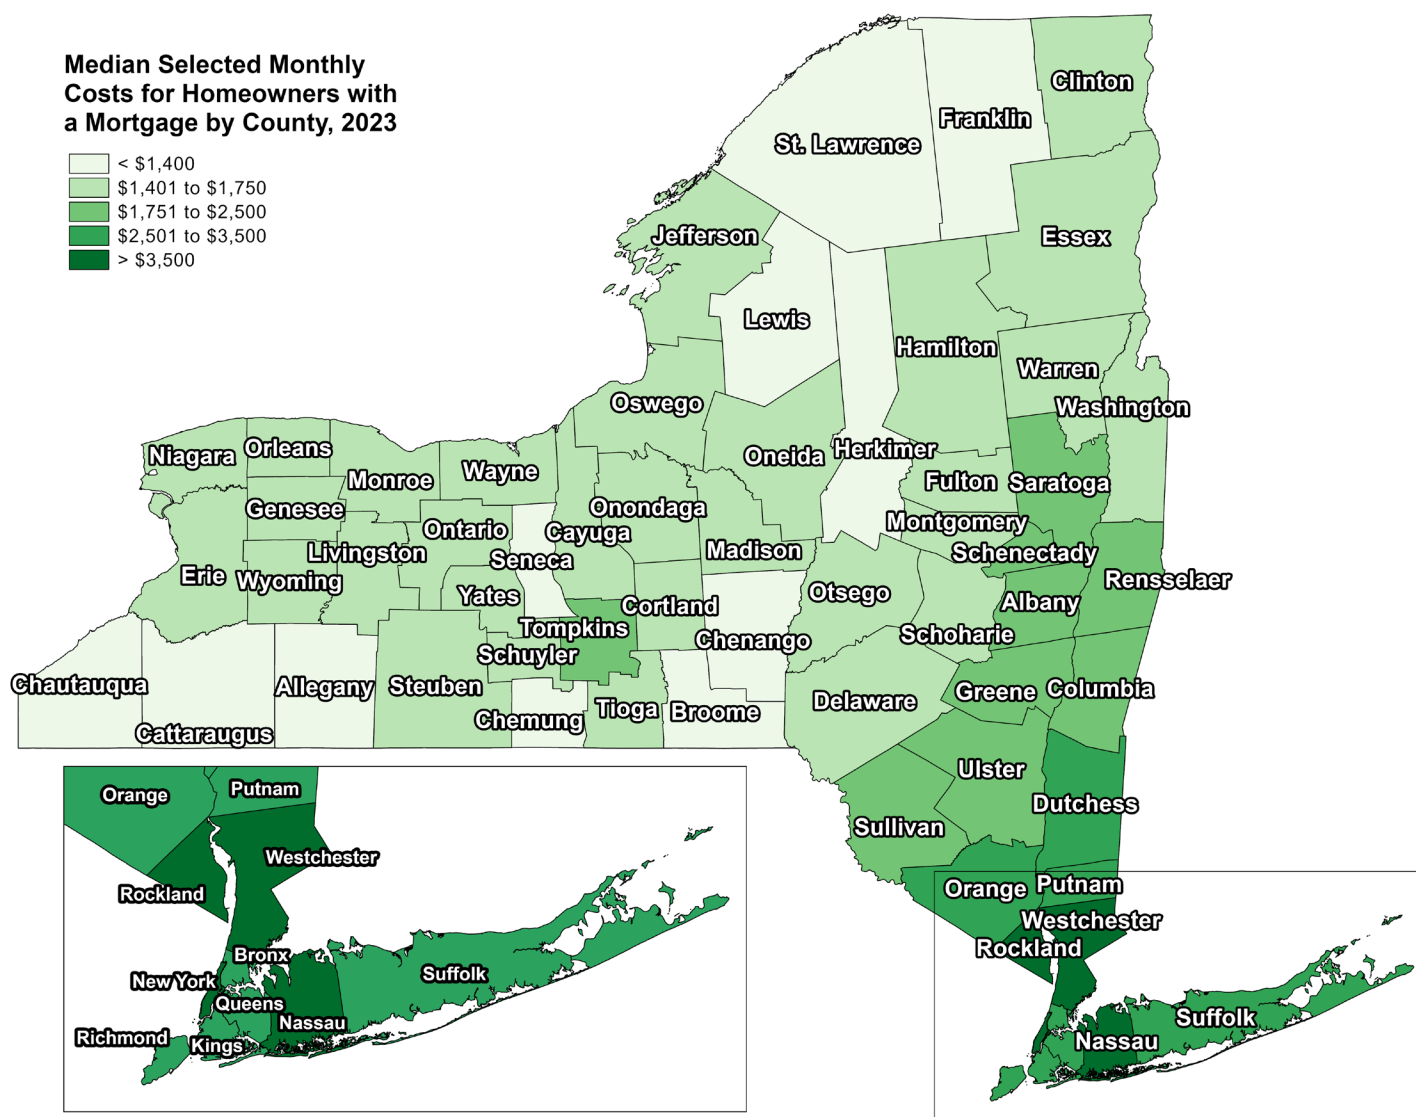 Median Selected Monthly
Costs for Homeowners with
a Mortgage by County, 2023
< $1,400
$1,401 to $1,750
$1,751 to $2,500
$2,501 to $3,500
> $3,500
Clinton
Franklin
St. Lawrence
Jefferson
Essex
Lewis
Hamilton
Warren
Oswego
Washington
Niagara
Orleans
Monroe
Wayne
Oneida
Herkimer
Fulton
Saratoga
Genesee
Onondaga
Ontario
Cayuga
Montgomery
Livingston
Seneca
Madison
Schenectady
Erie
Wyoming
Yates
Otsego
Rensselaer
Cortland
Albany
Tompkins
Chenango
Schoharie
Schuyler
Chautauqua
Allegany
Steuben
Tioga
Broome
Delaware
Greene
Columbia
Cattaraugus
Chemung
Ulster
Dutchess
Sullivan
Orange
Putnam
Westchester
Rockland
Suffolk
Nassau
Orange
Putnam
Westchester
Rockland
Bronx
New York
Suffolk
Queens
Nassau
Richmond
Kings